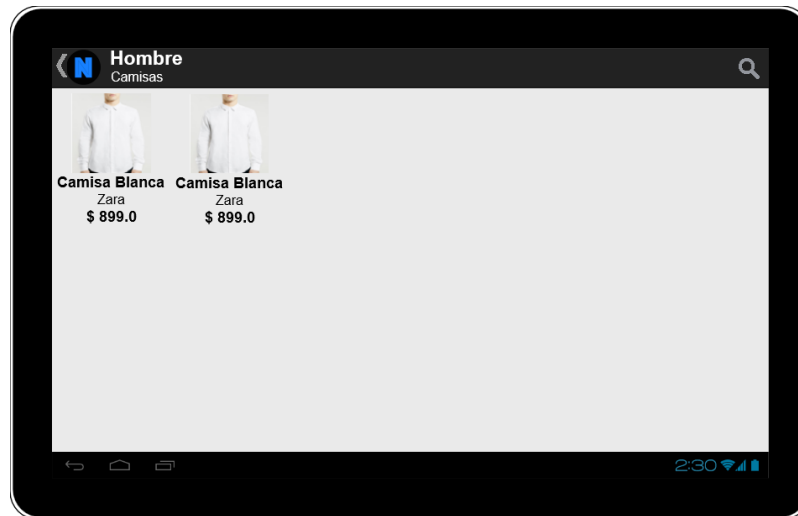 N
Hombre
Camisas
Camisa Blanca
Zara
$ 899.0
Camisa Blanca
Zara
$ 899.0
2:30